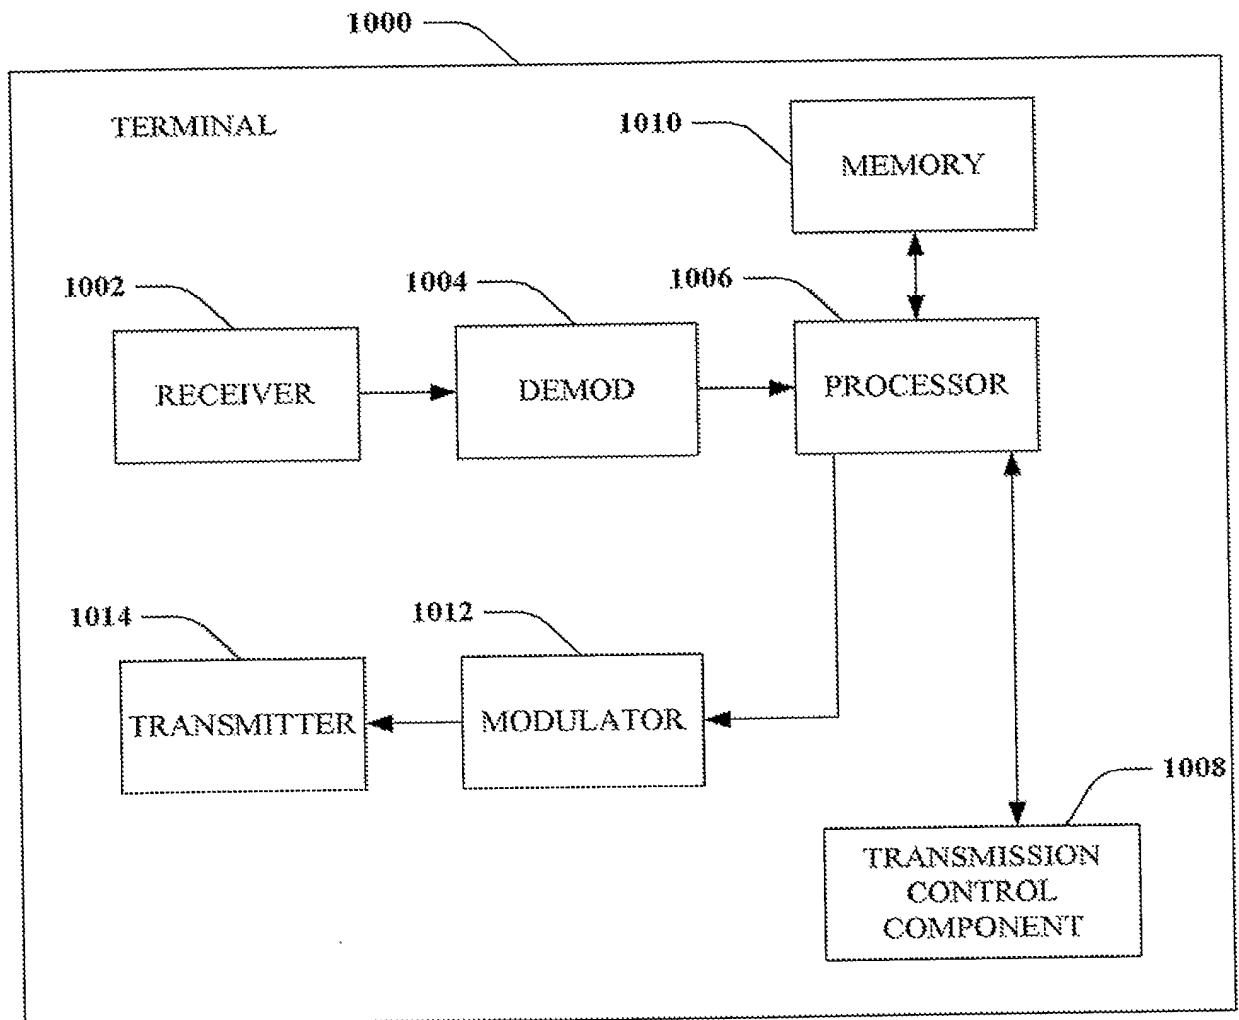 1000
TERMINAL
1010
MEMORY
1002
1004
1006
RECEIVER
DEMOD
PROCESSOR
1014
1012
TRANSMITTER
MODULATOR
1008
TRANSMISSION
CONTROL
COMPONENT